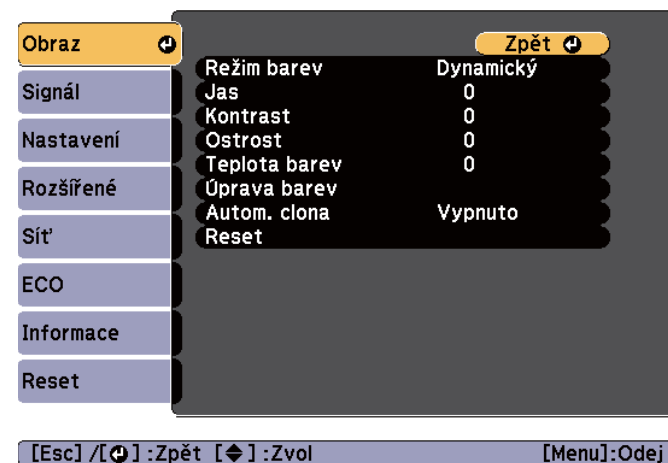 Obraz
Signál
Nastavení
Rozšířené
Síť
ECO
Informace
Reset
Zpět
Režim barev Dynamický
Jas 0
Kontrast 0
Ostrost 0
Teplota barev 0
Úprava barev
Autom. clona Vypnuto
Reset
[Esc] /[⏎] :Zpět [◆] :Zvol [Menu]:Odej